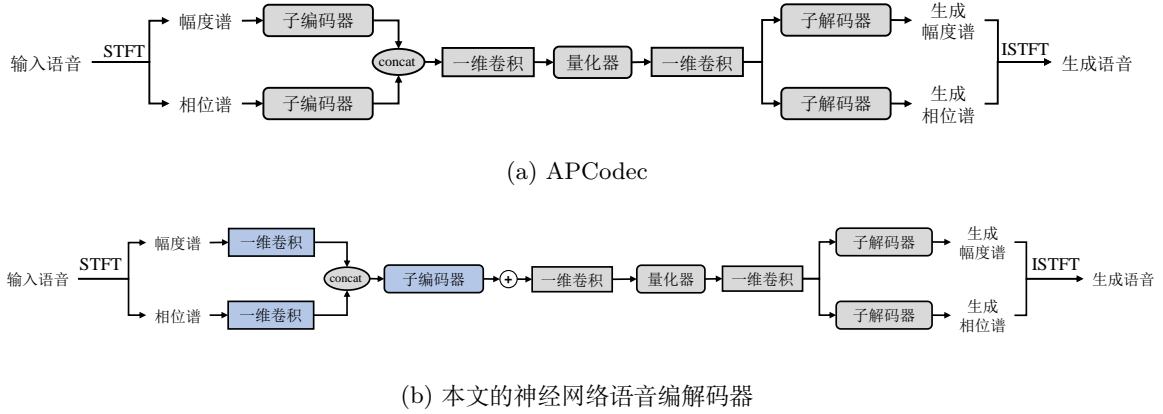 输入语音
STFT
幅度谱
子编码器
相位谱
子编码器
concat
一维卷积
量化器
一维卷积
子解码器
生成
幅度谱
子解码器
生成
相位谱
ISTFT
生成语音
(a) APCodec
输入语音
STFT
幅度谱
一维卷积
相位谱
一维卷积
concat
子编码器
+
一维卷积
量化器
一维卷积
子解码器
生成
幅度谱
子解码器
生成
相位谱
ISTFT
生成语音
(b) 本文的神经网络语音编解码器